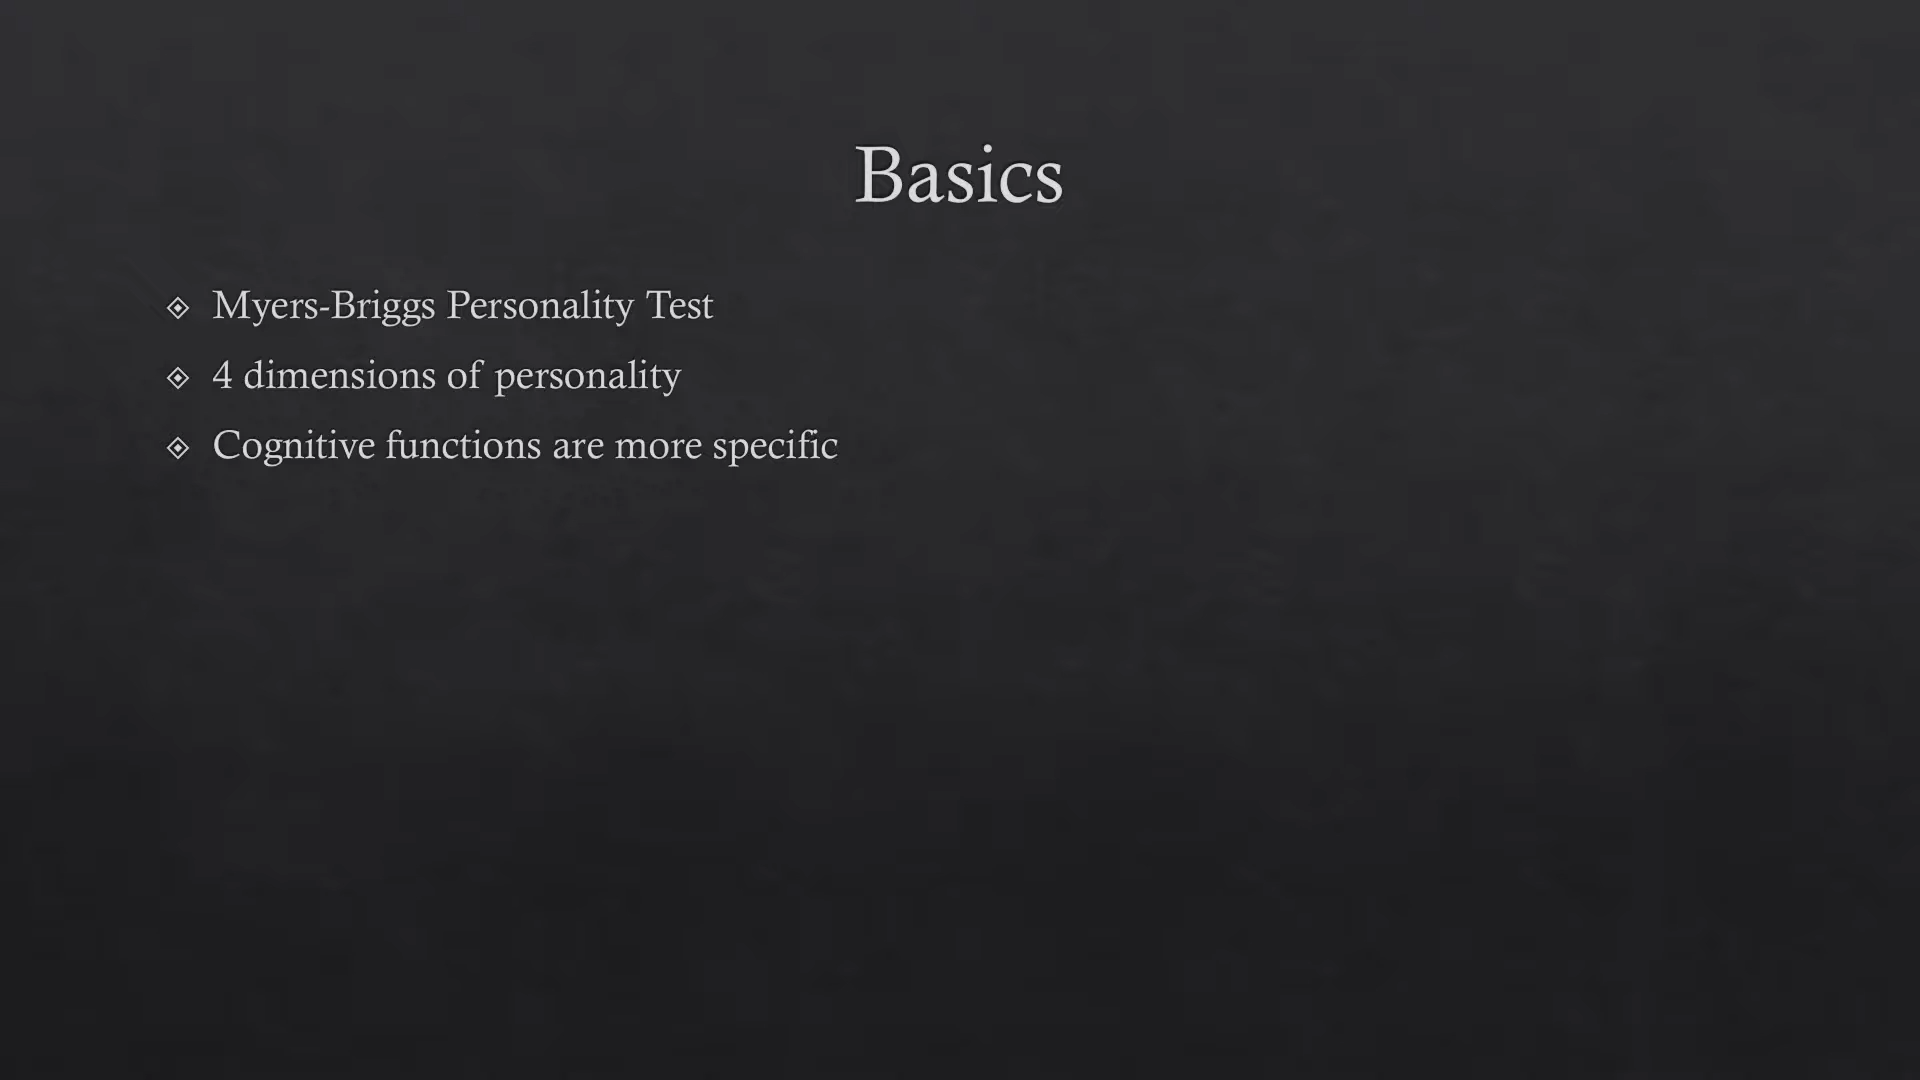 Basics
Myers-Briggs Personality Test
4 dimensions of personality
Cognitive functions are more specific